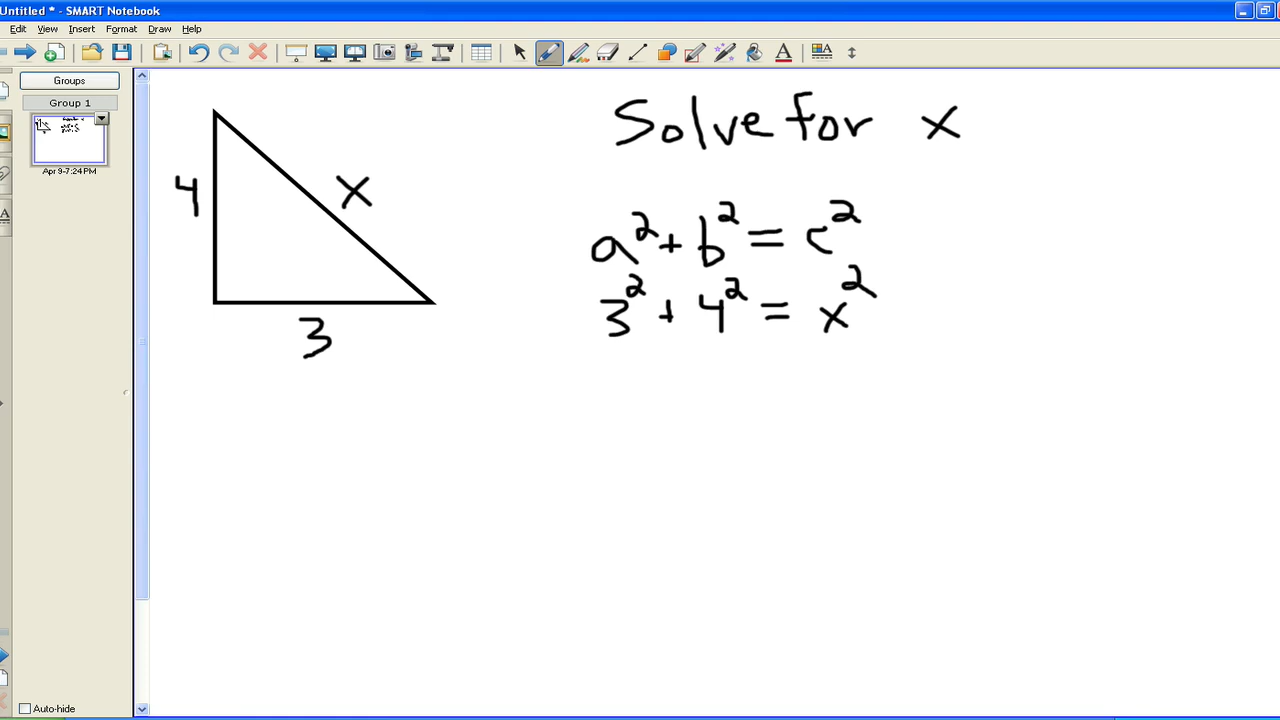 Untitled * - SMART Notebook
Edit View Insert Format Draw Help
Groups
Group 1
Apr 9-7:24 PM
Auto-hide
Solve for x
4
x
3
a² + b² = c²
3² + 4² = x²